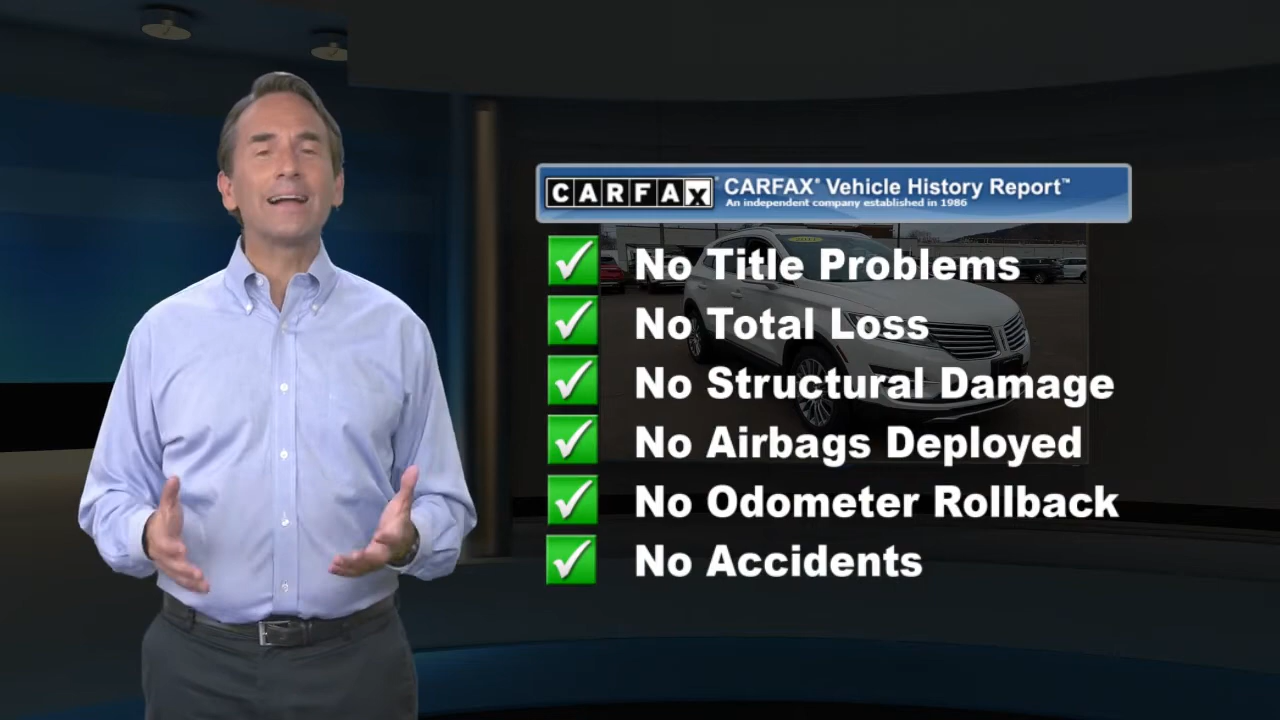 CARFAX® CARFAX® Vehicle History Report™
An independent company established in 1986
No Title Problems
No Total Loss
No Structural Damage
No Airbags Deployed
No Odometer Rollback
No Accidents